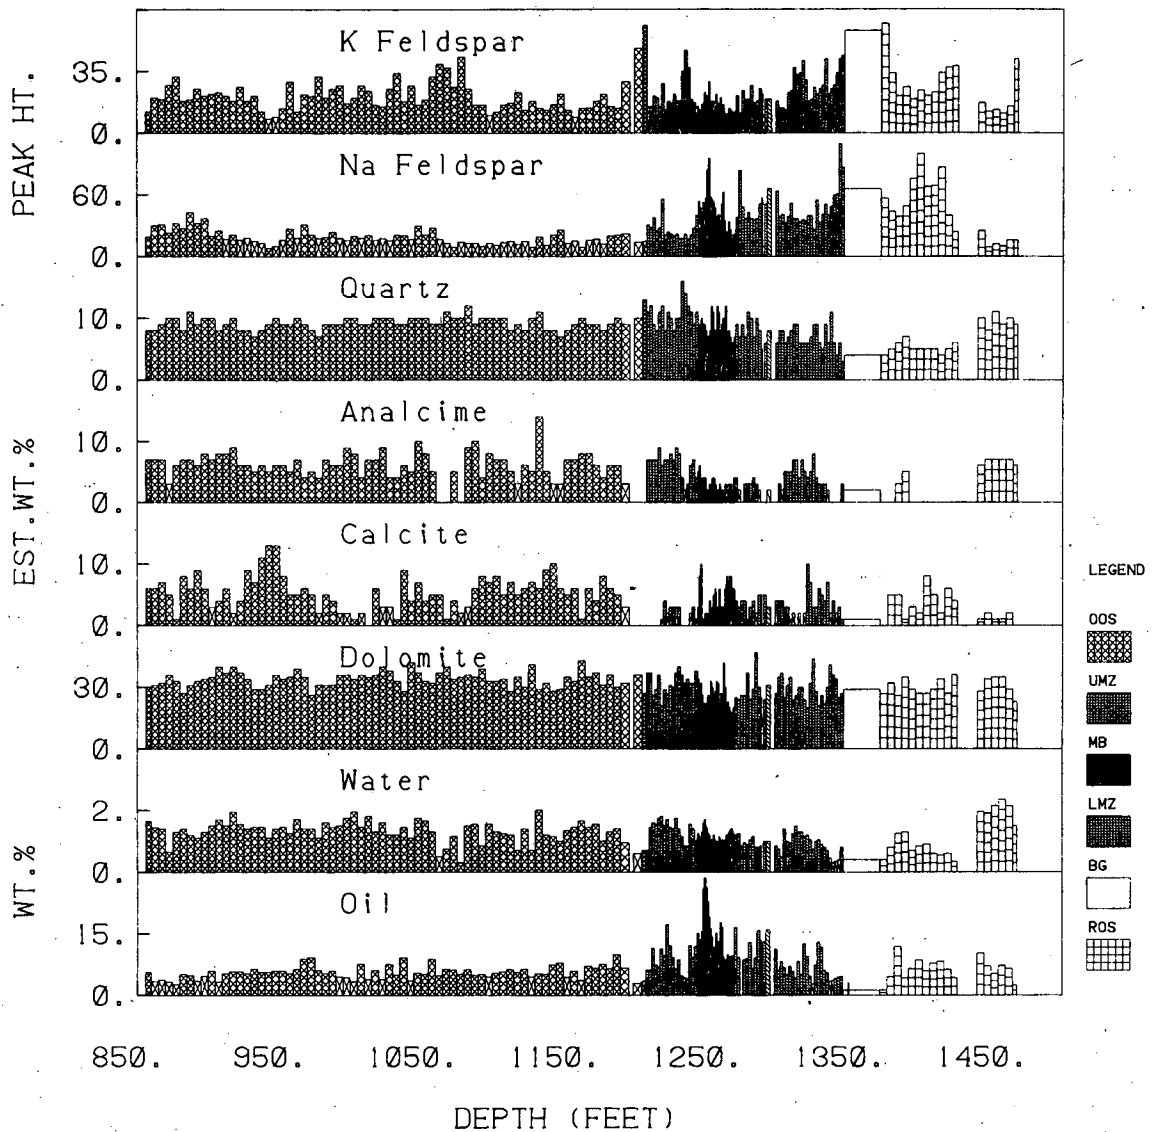 K Feldspar
35.
0.
Na Feldspar
60.
0.
Quartz
10.
0.
Analcime
10.
0.
Calcite
10.
0.
Dolomite
30.
0.
Water
2.
0.
Oil
15.
0.
PEAK HT.
EST.WT.%
WT.%
850. 950. 1050. 1150. 1250. 1350. 1450.
DEPTH (FEET)
LEGEND
OOS
UMZ
MB
LMZ
BG
ROS